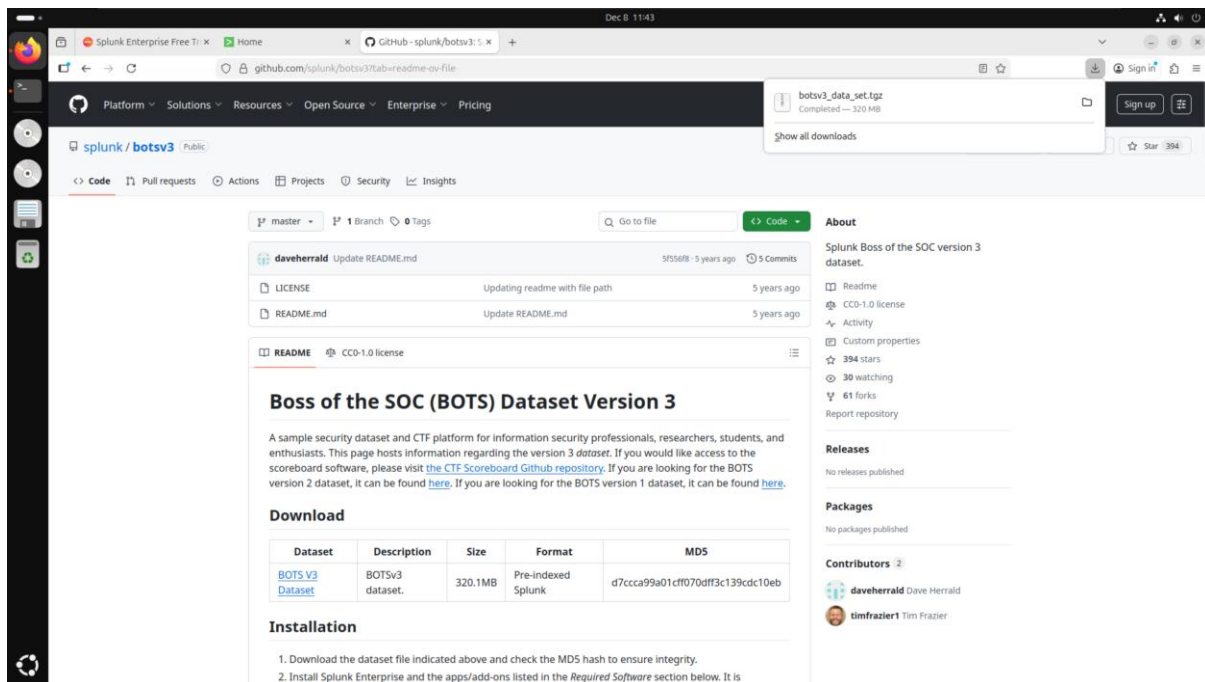 Dec 8 11:43
Splunk Enterprise Free Tr
Home
GitHub - splunk/botsv3: S
github.com/splunk/botsv3?tab=readme-ov-file
Sign in
botsv3_data_set.tgz
Completed — 320 MB
Show all downloads
Platform
Solutions
Resources
Open Source
Enterprise
Pricing
Sign up
splunk / botsv3 Public
Star 394
Code
Pull requests
Actions
Projects
Security
Insights
master
1 Branch
0 Tags
Go to file
Code
daveherrald Update README.md
5f556f8 · 5 years ago
5 Commits
LICENSE
Updating readme with file path
5 years ago
README.md
Update README.md
5 years ago
README
CC0-1.0 license
Boss of the SOC (BOTS) Dataset Version 3
A sample security dataset and CTF platform for information security professionals, researchers, students, and
enthusiasts. This page hosts information regarding the version 3 dataset. If you would like access to the
scoreboard software, please visit the CTF Scoreboard Github repository. If you are looking for the BOTS
version 2 dataset, it can be found here. If you are looking for the BOTS version 1 dataset, it can be found here.
Download
Dataset Description Size Format MD5
BOTS V3 Dataset
BOTSv3 dataset.
320.1MB
Pre-indexed Splunk
d7ccca99a01cff070dff3c139cdc10eb
Installation
1. Download the dataset file indicated above and check the MD5 hash to ensure integrity.
2. Install Splunk Enterprise and the apps/add-ons listed in the Required Software section below. It is
About
Splunk Boss of the SOC version 3
dataset.
Readme
CC0-1.0 license
Activity
Custom properties
394 stars
30 watching
61 forks
Report repository
Releases
No releases published
Packages
No packages published
Contributors 2
daveherrald Dave Herrald
timfrazier1 Tim Frazier